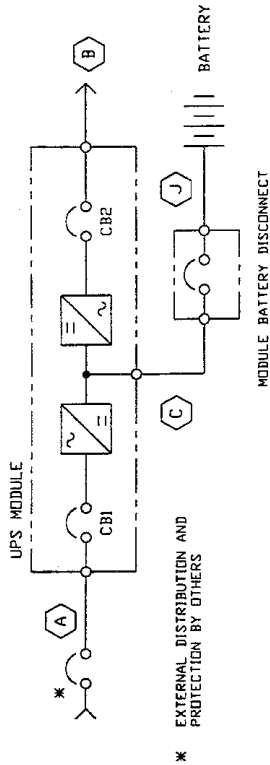 UPS MODULE
*
A
CB1
CB2
B
C
J
BATTERY
MODULE BATTERY DISCONNECT
* EXTERNAL DISTRIBUTION AND
PROTECTION BY OTHERS